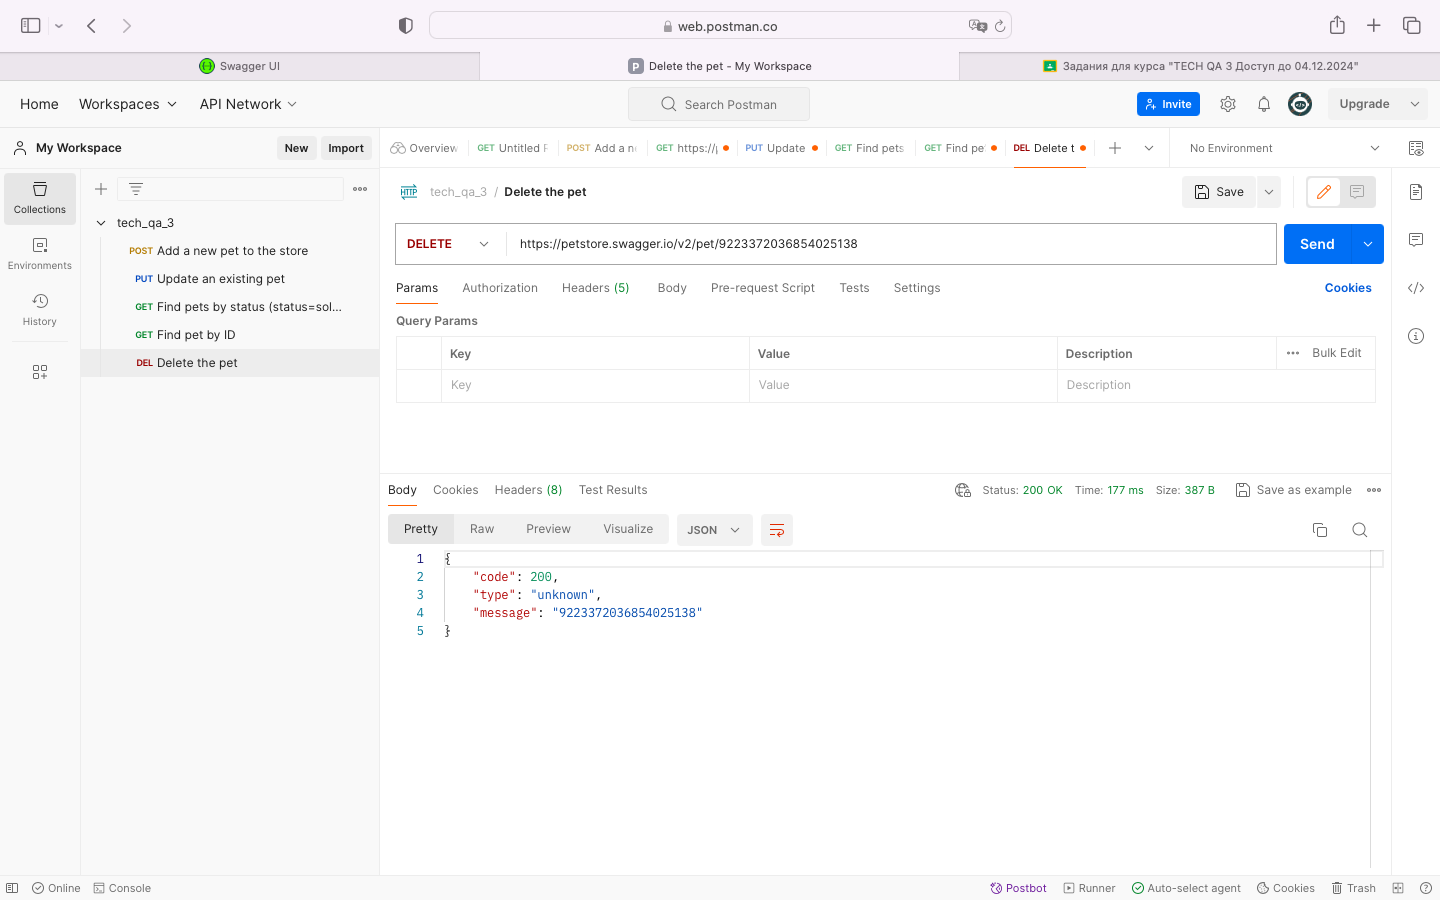 web.postman.co
Swagger UI
Delete the pet - My Workspace
Задания для курса "TECH QA 3 Доступ до 04.12.2024"
Home Workspaces API Network Search Postman Invite Upgrade
My Workspace New Import
Overview GET Untitled GET POST Add a GET https:// PUT Update GET Find pets GET Find pe DEL Delete t No Environment
Collections
Environments
History
tech_qa_3
POST Add a new pet to the store
PUT Update an existing pet
GET Find pets by status (status=sol...
GET Find pet by ID
DEL Delete the pet
HTTP tech_qa_3 / Delete the pet Save
DELETE https://petstore.swagger.io/v2/pet/9223372036854025138 Send
Params Authorization Headers (5) Body Pre-request Script Tests Settings Cookies
Query Params
Key Value Description Bulk Edit
Key Value Description
Body Cookies Headers (8) Test Results Status: 200 OK Time: 177 ms Size: 387 B Save as example
Pretty Raw Preview Visualize JSON
1 {
2 "code": 200,
3 "type": "unknown",
4 "message": "9223372036854025138"
5 }
Online Console Postbot Runner Auto-select agent Cookies Trash